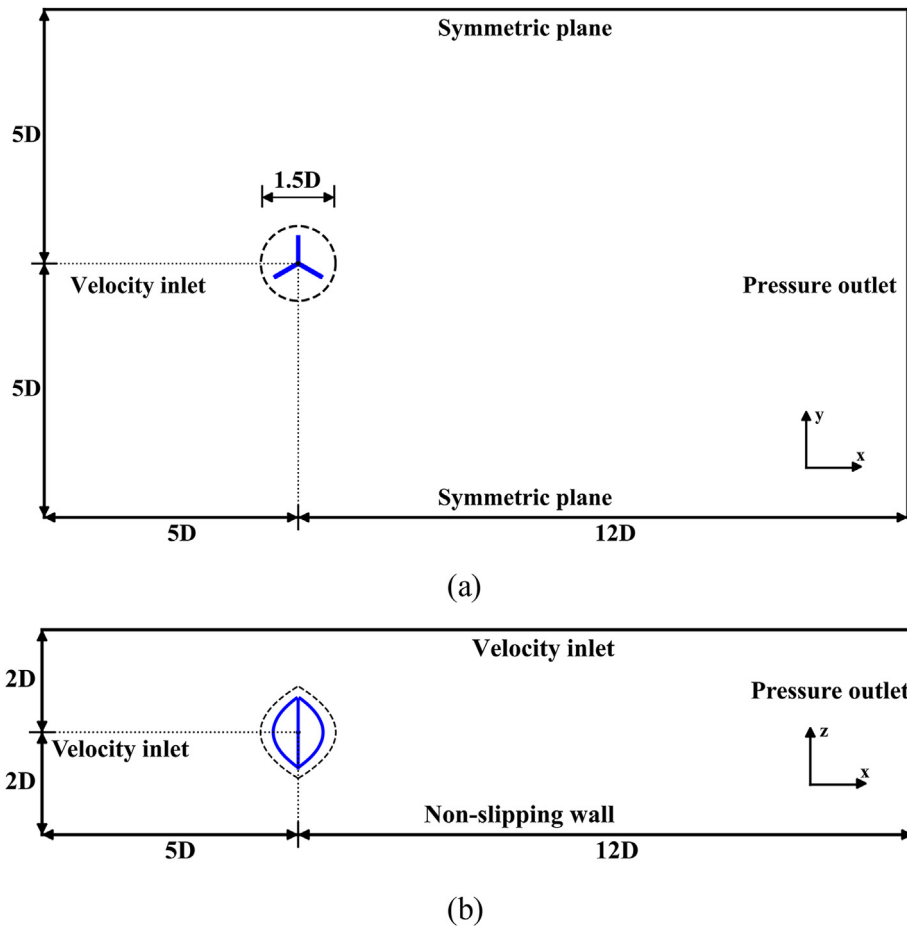 Symmetric plane
5D
1.5D
Velocity inlet
Pressure outlet
5D
y
x
Symmetric plane
5D
12D
(a)
Velocity inlet
2D
Pressure outlet
Velocity inlet
z
2D
x
Non-slipping wall
5D
12D
(b)